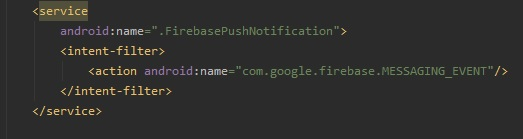 <service
android:name=".FirebasePushNotification">
<intent-filter>
<action android:name="com.google.firebase.MESSAGING_EVENT"/>
</intent-filter>
</service>